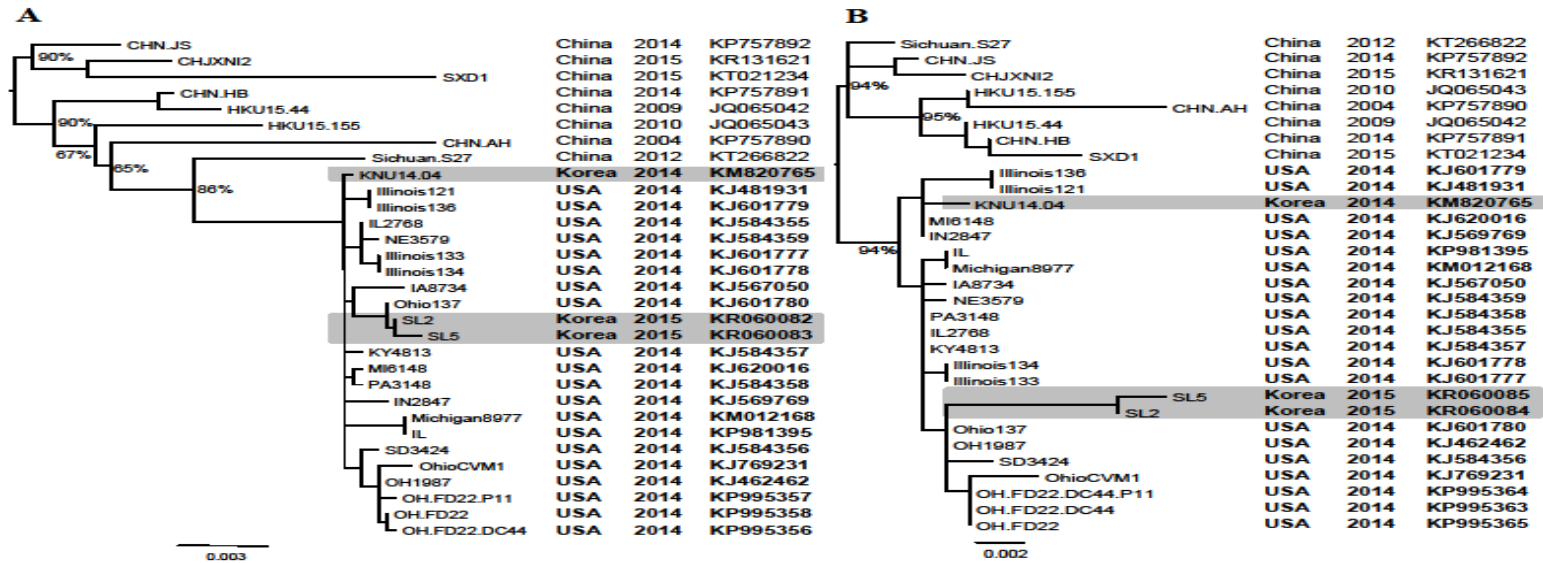 A
CHN.JS China 2014 KP757892
90%
CHJXNI2 China 2015 KR131621
SXD1 China 2015 KT021234
CHN.HB China 2014 KP757891
HKU15.44 China 2009 JQ065042
90%
HKU15.155 China 2010 JQ065043
CHN.AH China 2004 KP757890
67%
Sichuan.S27 China 2012 KT266822
65%
KNU14.04 Korea 2014 KM820765
86%
Illinois121 USA 2014 KJ481931
Illinois136 USA 2014 KJ601779
IL2768 USA 2014 KJ584355
NE3579 USA 2014 KJ584359
Illinois133 USA 2014 KJ601777
Illinois134 USA 2014 KJ601778
IA8734 USA 2014 KJ567050
Ohio137 USA 2014 KJ601780
SL2 Korea 2015 KR060082
SL5 Korea 2015 KR060083
KY4813 USA 2014 KJ584357
MI6148 USA 2014 KJ620016
PA3148 USA 2014 KJ584358
IN2847 USA 2014 KJ569769
Michigan8977 USA 2014 KM012168
IL USA 2014 KP981395
SD3424 USA 2014 KJ584356
OhioCVM1 USA 2014 KJ769231
OH1987 USA 2014 KJ462462
OH.FD22.P11 USA 2014 KP995357
OH.FD22 USA 2014 KP995358
OH.FD22.DC44 USA 2014 KP995356
0.003
B
Sichuan.S27 China 2012 KT266822
CHN.JS China 2014 KP757892
CHJXNI2 China 2015 KR131621
94%
HKU15.155 China 2010 JQ065043
CHN.AH China 2004 KP757890
95%
HKU15.44 China 2009 JQ065042
CHN.HB China 2014 KP757891
SXD1 China 2015 KT021234
Illinois136 USA 2014 KJ601779
Illinois121 USA 2014 KJ481931
KNU14.04 Korea 2014 KM820765
MI6148 USA 2014 KJ620016
IN2847 USA 2014 KJ569769
94%
IL USA 2014 KP981395
Michigan8977 USA 2014 KM012168
IA8734 USA 2014 KJ567050
NE3579 USA 2014 KJ584359
PA3148 USA 2014 KJ584358
IL2768 USA 2014 KJ584355
KY4813 USA 2014 KJ584357
Illinois134 USA 2014 KJ601778
Illinois133 USA 2014 KJ601777
SL5 Korea 2015 KR060085
SL2 Korea 2015 KR060084
Ohio137 USA 2014 KJ601780
OH1987 USA 2014 KJ462462
SD3424 USA 2014 KJ584356
OhioCVM1 USA 2014 KJ769231
OH.FD22.DC44.P11 USA 2014 KP995364
OH.FD22.DC44 USA 2014 KP995363
OH.FD22 USA 2014 KP995365
0.002